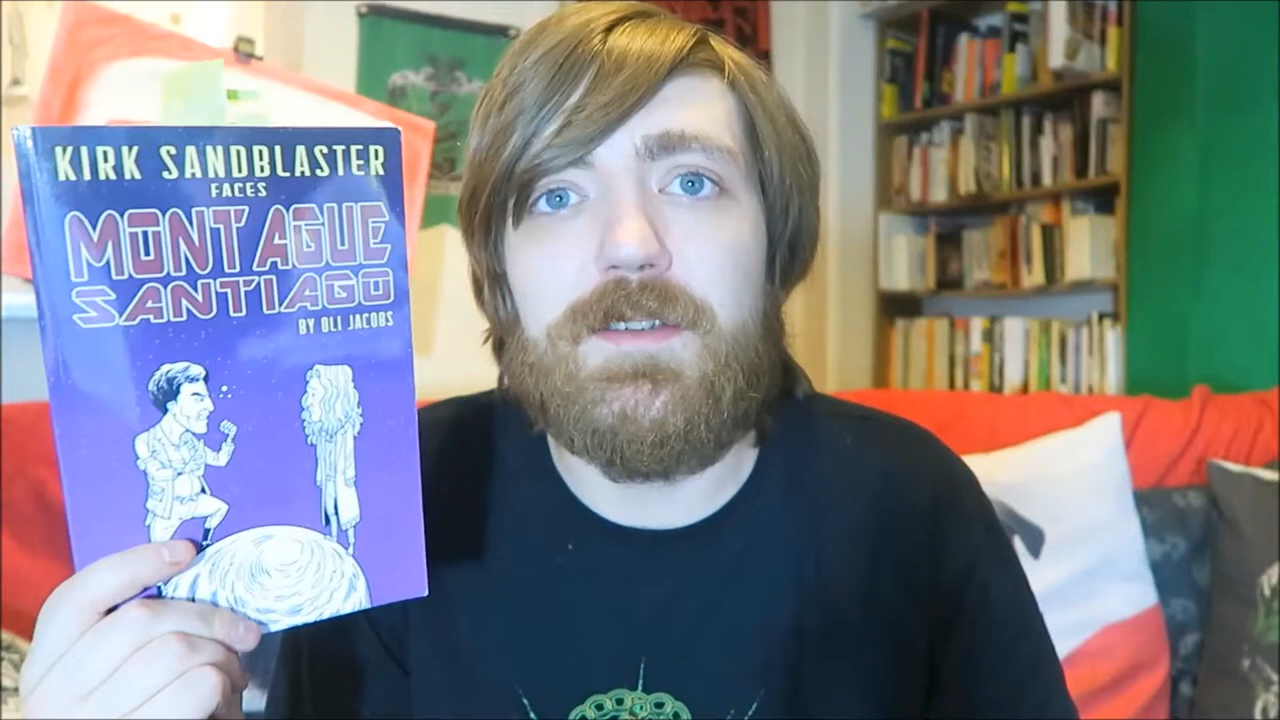 KIRK SANDBLASTER
FACES
MONTAGUE
SANTIAGO
BY OLI JACOBS